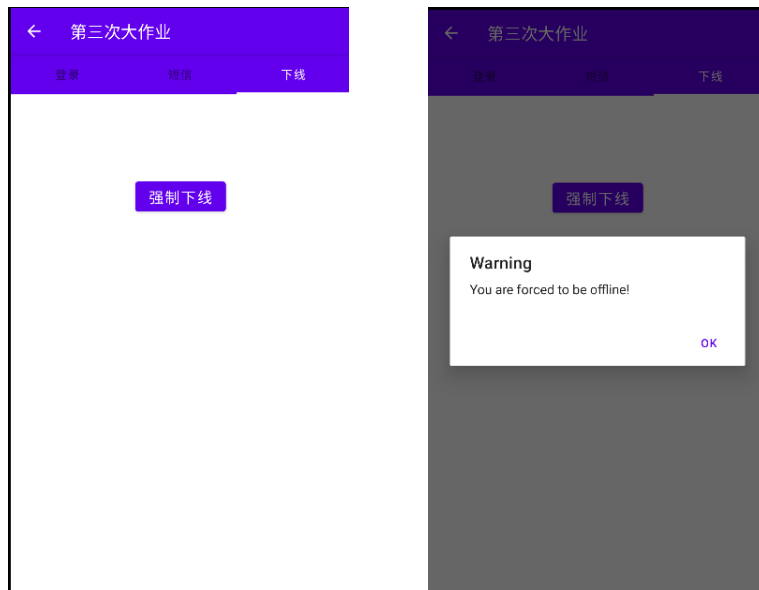 第三次大作业
登录 短信 下线
强制下线
第三次大作业
登录 短信 下线
强制下线
Warning
You are forced to be offline!
OK